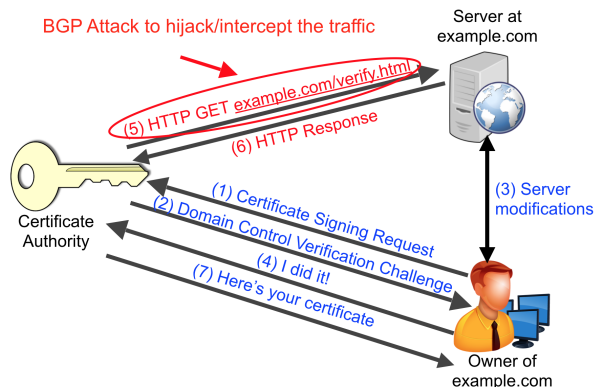 BGP Attack to hijack/intercept the traffic
Server at
example.com
(5) HTTP GET example.com/verify.html
(6) HTTP Response
Certificate
Authority
(1) Certificate Signing Request
(2) Domain Control Verification Challenge
(3) Server
modifications
(4) I did it!
(7) Here's your certificate
Owner of
example.com